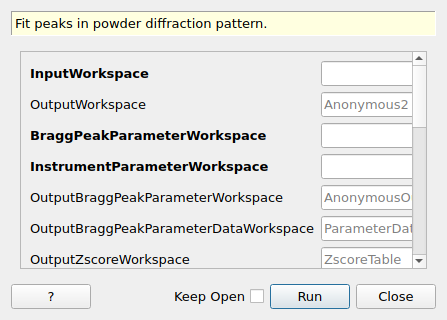 Fit peaks in powder diffraction pattern.
InputWorkspace
OutputWorkspace Anonymous2
BraggPeakParameterWorkspace
InstrumentParameterWorkspace
OutputBraggPeakParameterWorkspace AnonymousO
OutputBraggPeakParameterDataWorkspace ParameterDat
OutputZscoreWorkspace ZscoreTable
? Keep Open Run Close